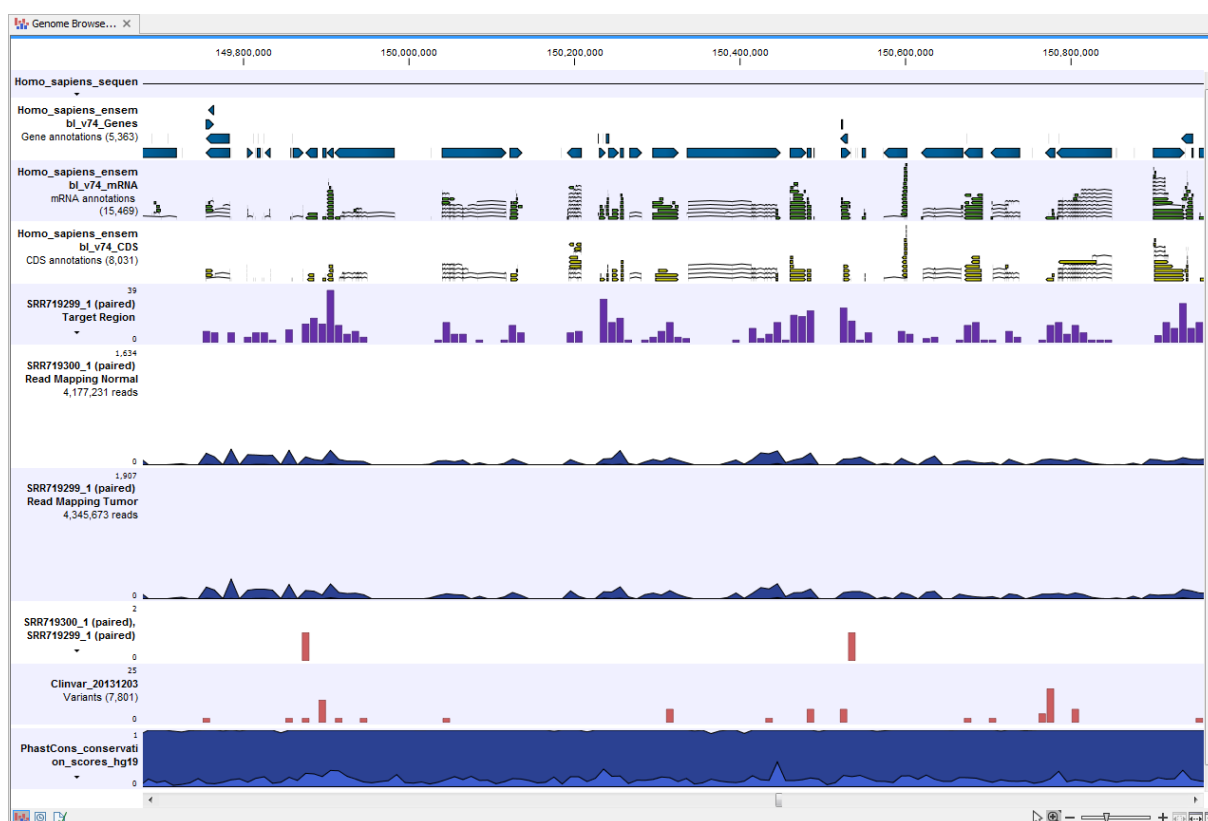 Genome Browse...
149,800,000 150,000,000 150,200,000 150,400,000 150,600,000 150,800,000
Homo_sapiens_sequen
Homo_sapiens_ensem
bl_v74_Genes
Gene annotations (5,363)
Homo_sapiens_ensem
bl_v74_mRNA
mRNA annotations
(15,469)
Homo_sapiens_ensem
bl_v74_CDS
CDS annotations (8,031)
39
SRR719299_1 (paired)
Target Region
0
1,634
SRR719300_1 (paired)
Read Mapping Normal
4,177,231 reads
0
1,907
SRR719299_1 (paired)
Read Mapping Tumor
4,345,673 reads
0
2
SRR719300_1 (paired),
SRR719299_1 (paired)
0
25
Clinvar_20131203
Variants (7,801)
0
1
PhastCons_conservati
on_scores_hg19
0